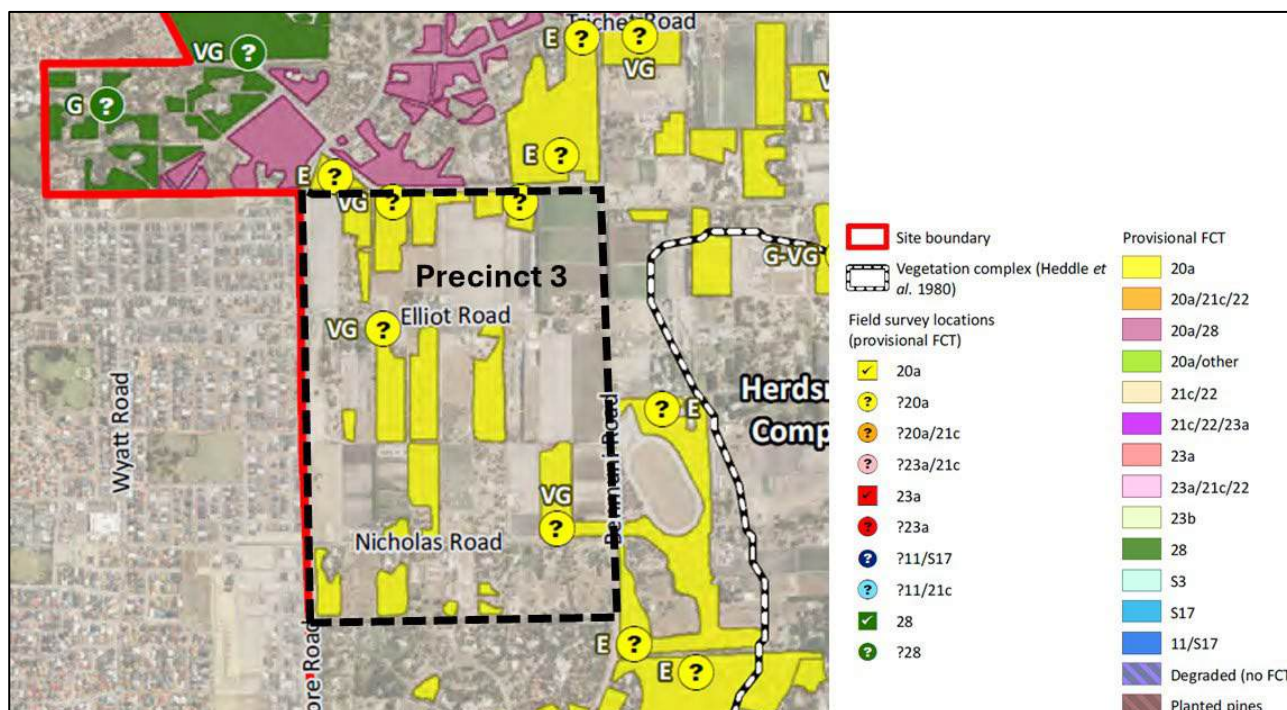 Trichet Road
VG ?
E ?
?
VG
G ?
E ?
E ?
VG ?
?
G-VG
Precinct 3
VG ?
Elliot Road
Wyatt Road
? E
VG
?
Nicholas Road
E ?
E ?
Site boundary
Vegetation complex (Heddle et
al. 1980)
Field survey locations
(provisional FCT)
✓ 20a
? ?20a
? ?20a/21c
? ?23a/21c
✓ 23a
? ?23a
? ?11/S17
? ?11/21c
✓ 28
? ?28
Provisional FCT
20a
20a/21c/22
20a/28
20a/other
21c/22
21c/22/23a
23a
23a/21c/22
23b
28
S3
S17
11/S17
Degraded (no FCT
Planted pines